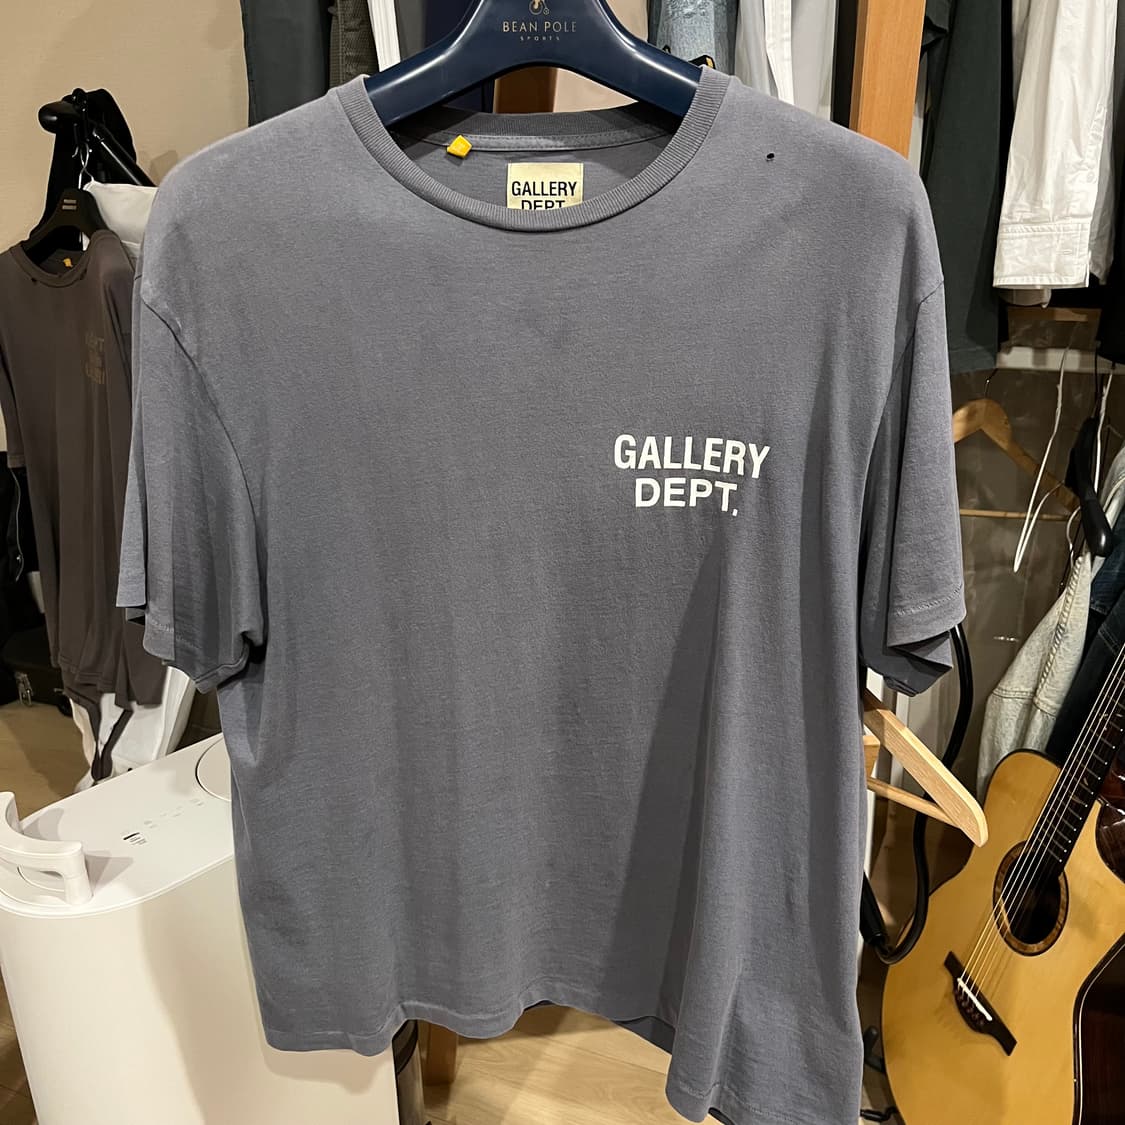 BEAN POLE
SPORTS
GALLERY
DEPT.
GALLERY
DEPT.